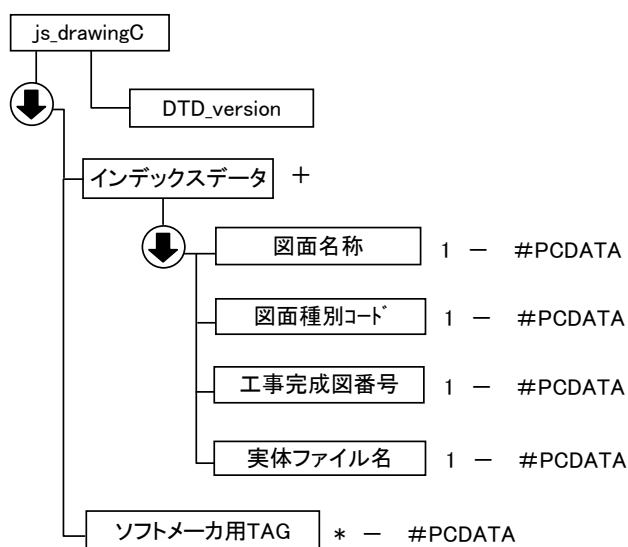 js_drawingC
DTD_version
インデックスデータ ＋
図面名称 1 － #PCDATA
図面種別ｺｰﾄﾞ 1 － #PCDATA
工事完成図番号 1 － #PCDATA
実体ファイル名 1 － #PCDATA
ソフトメーカ用TAG * － #PCDATA